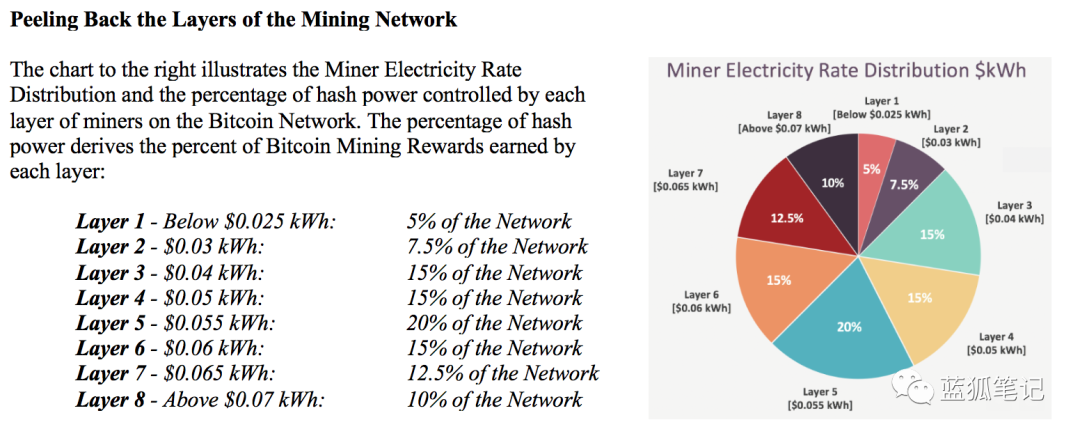 Peeling Back the Layers of the Mining Network
The chart to the right illustrates the Miner Electricity Rate
Distribution and the percentage of hash power controlled by each
layer of miners on the Bitcoin Network. The percentage of hash
power derives the percent of Bitcoin Mining Rewards earned by
each layer:
Layer 1 - Below $0.025 kWh: 5% of the Network
Layer 2 - $0.03 kWh: 7.5% of the Network
Layer 3 - $0.04 kWh: 15% of the Network
Layer 4 - $0.05 kWh: 15% of the Network
Layer 5 - $0.055 kWh: 20% of the Network
Layer 6 - $0.06 kWh: 15% of the Network
Layer 7 - $0.065 kWh: 12.5% of the Network
Layer 8 - Above $0.07 kWh: 10% of the Network
Miner Electricity Rate Distribution $kWh
Layer 1
[Below $0.025 kWh]
5%
Layer 2
[$0.03 kWh]
7.5%
Layer 3
[$0.04 kWh]
15%
Layer 4
[$0.05 kWh]
15%
Layer 5
[$0.055 kWh]
20%
Layer 6
[$0.06 kWh]
15%
Layer 7
[$0.065 kWh]
12.5%
Layer 8
[Above $0.07 kWh]
10%
蓝狐笔记